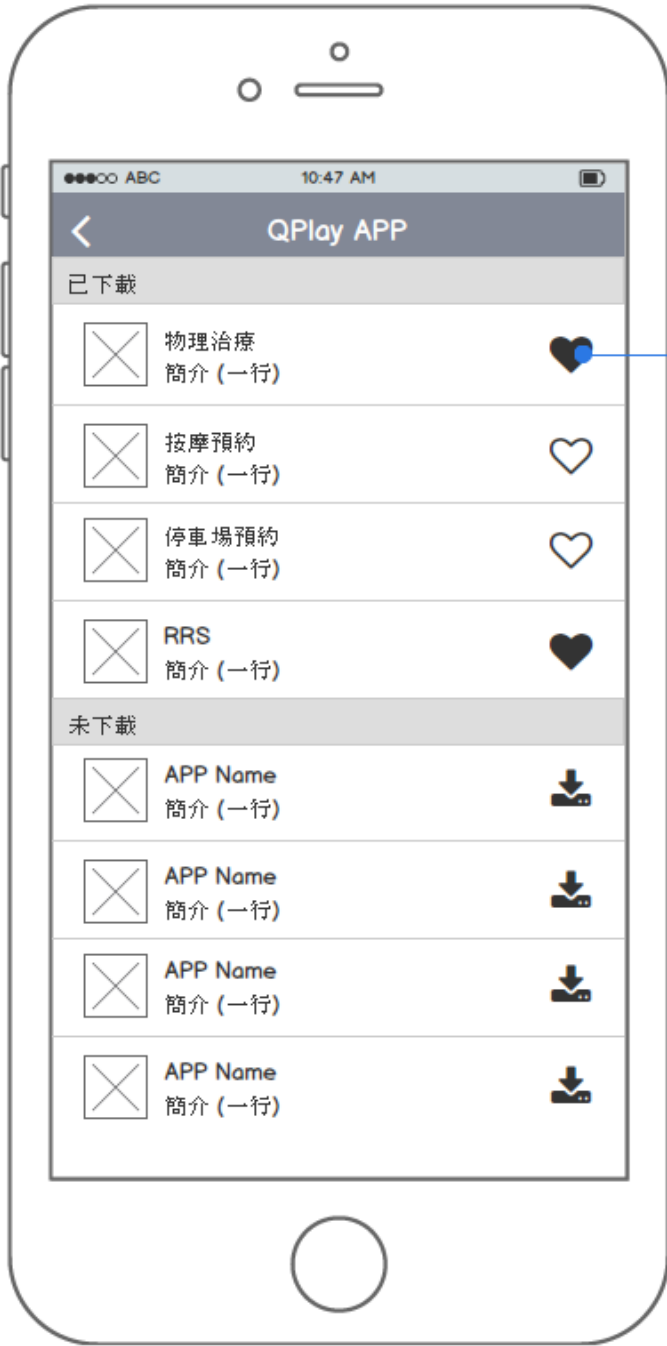 ABC 10:47 AM
QPlay APP
已下載
物理治療
簡介 (一行)
按摩預約
簡介 (一行)
停車場預約
簡介 (一行)
RRS
簡介 (一行)
未下載
APP Name
簡介 (一行)
APP Name
簡介 (一行)
APP Name
簡介 (一行)
APP Name
簡介 (一行)